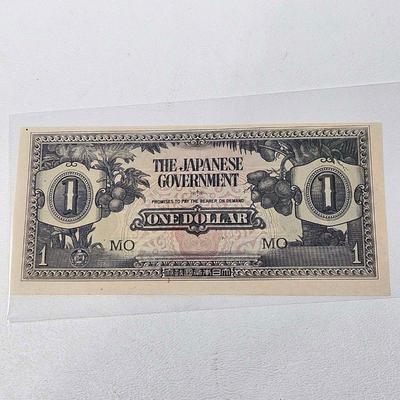 THE JAPANESE
GOVERNMENT
PROMISES TO PAY THE BEARER ON DEMAND
1 1
ONE DOLLAR
MO MO
1 1